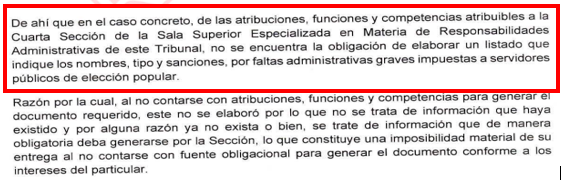 De ahí que en el caso concreto, de las atribuciones, funciones y competencias atribuibles a la
Cuarta Sección de la Sala Superior Especializada en Materia de Responsabilidades
Administrativas de este Tribunal, no se encuentra la obligación de elaborar un listado que
indique los nombres, tipo y sanciones, por faltas administrativas graves impuestas a servidores
públicos de elección popular.
Razón por la cual, al no contarse con atribuciones, funciones y competencias para generar el
documento requerido, este no se elaboró por lo que no se trata de información que haya
existido y por alguna razón ya no exista o bien, se trate de información que de manera
obligatoria deba generarse por la Sección, lo que constituye una imposibilidad material de su
entrega al no contarse con fuente obligacional para generar el documento conforme a los
intereses del particular.